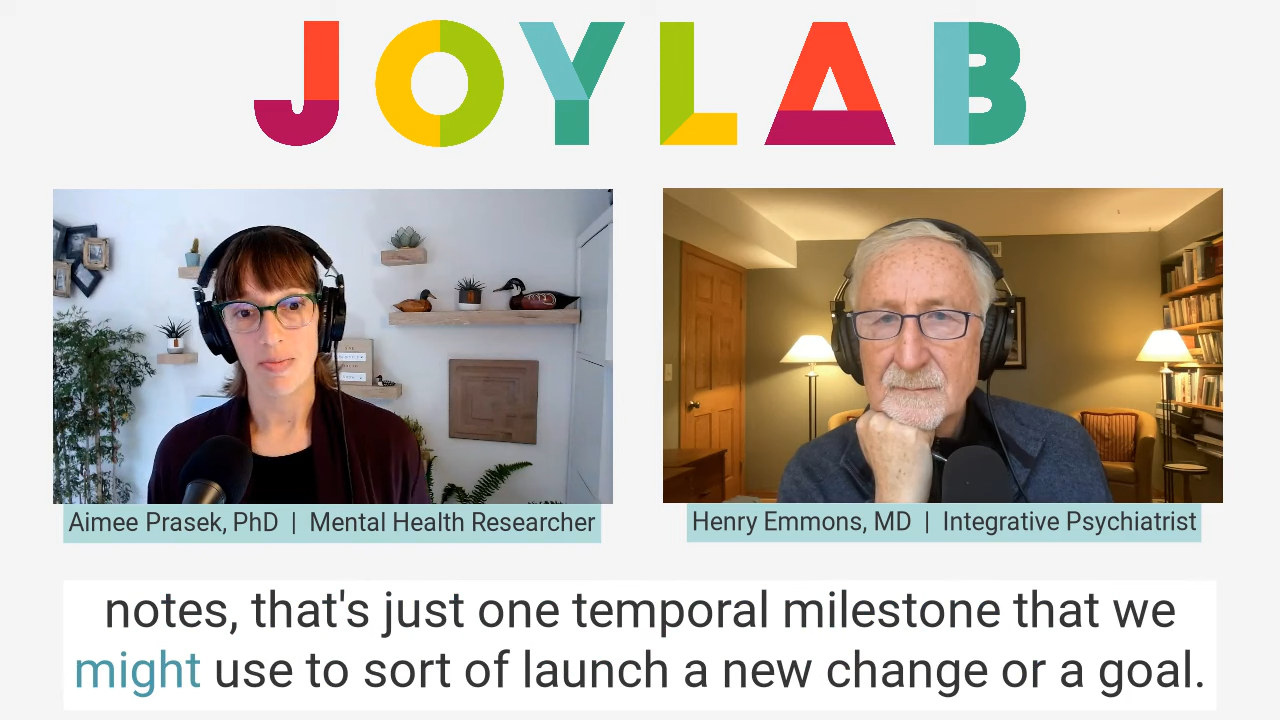 JOYLAB
Aimee Prasek, PhD | Mental Health Researcher
Henry Emmons, MD | Integrative Psychiatrist
notes, that's just one temporal milestone that we
might use to sort of launch a new change or a goal.